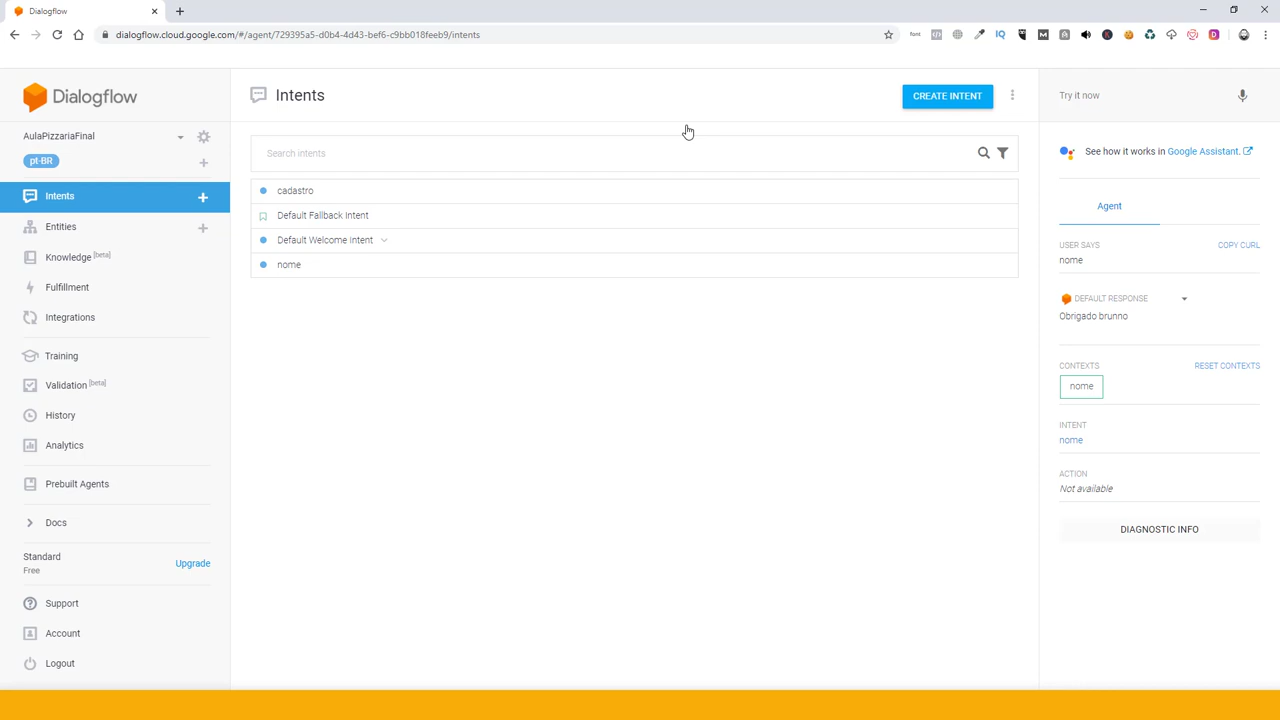 Dialogflow
dialogflow.cloud.google.com/#/agent/729395a5-d0b4-4d43-bef6-c9bb018feeb9/intents
Dialogflow
AulaPizzariaFinal
pt-BR
Intents
Entities
Knowledge [beta]
Fulfillment
Integrations
Training
Validation [beta]
History
Analytics
Prebuilt Agents
Docs
Standard
Free
Upgrade
Support
Account
Logout
Intents
CREATE INTENT
Search intents
cadastro
Default Fallback Intent
Default Welcome Intent
nome
Try it now
See how it works in Google Assistant.
Agent
USER SAYS
COPY CURL
nome
DEFAULT RESPONSE
Obrigado brunno
CONTEXTS
RESET CONTEXTS
nome
INTENT
nome
ACTION
Not available
DIAGNOSTIC INFO